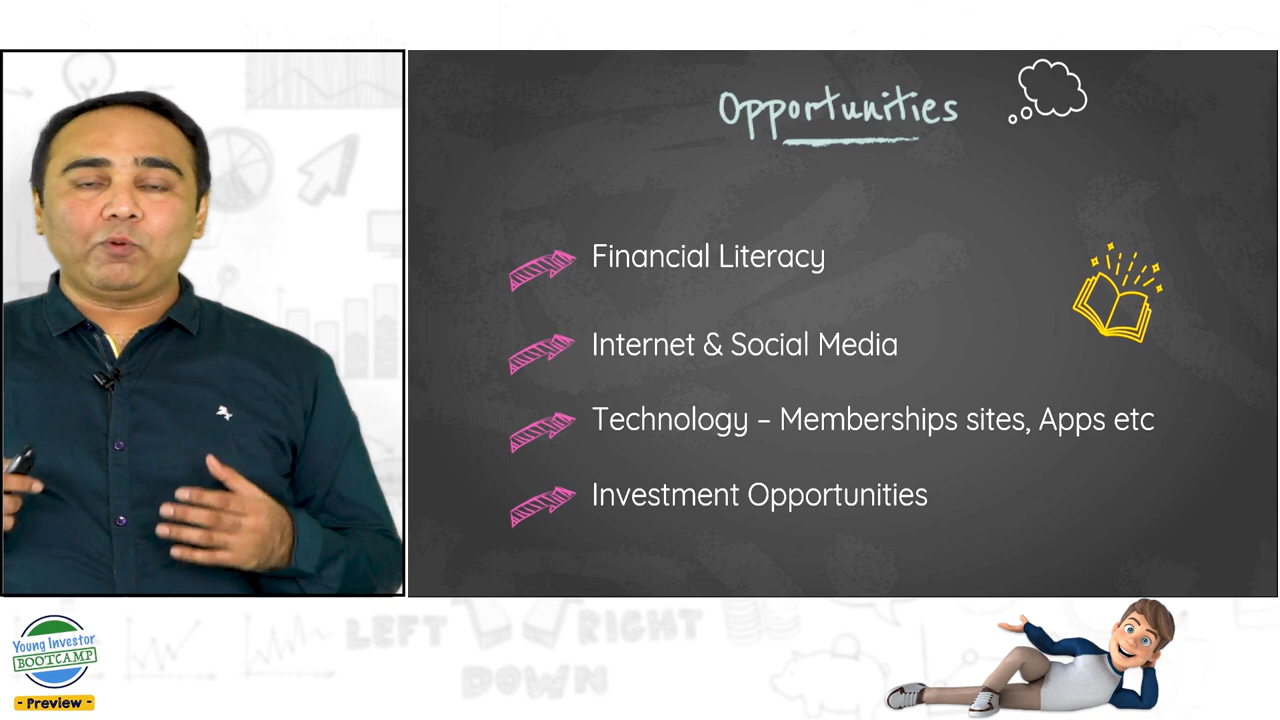 Opportunities
Financial Literacy
Internet & Social Media
Technology – Memberships sites, Apps etc
Investment Opportunities
LEFT RIGHT
DOWN
Young Investor
BOOTCAMP
- Preview -